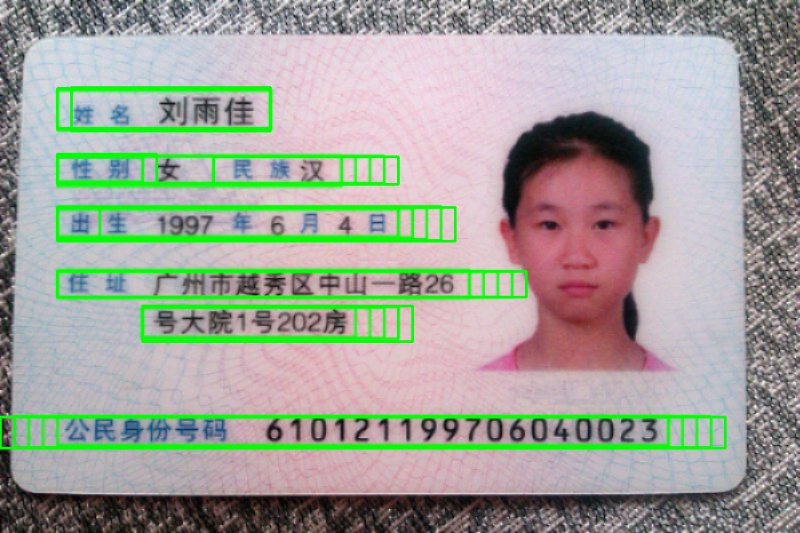 姓名 刘雨佳
性别 女 民族 汉
出生 1997 年 6 月 4 日
住址 广州市越秀区中山一路26
号大院1号202房
公民身份号码 610121199706040023